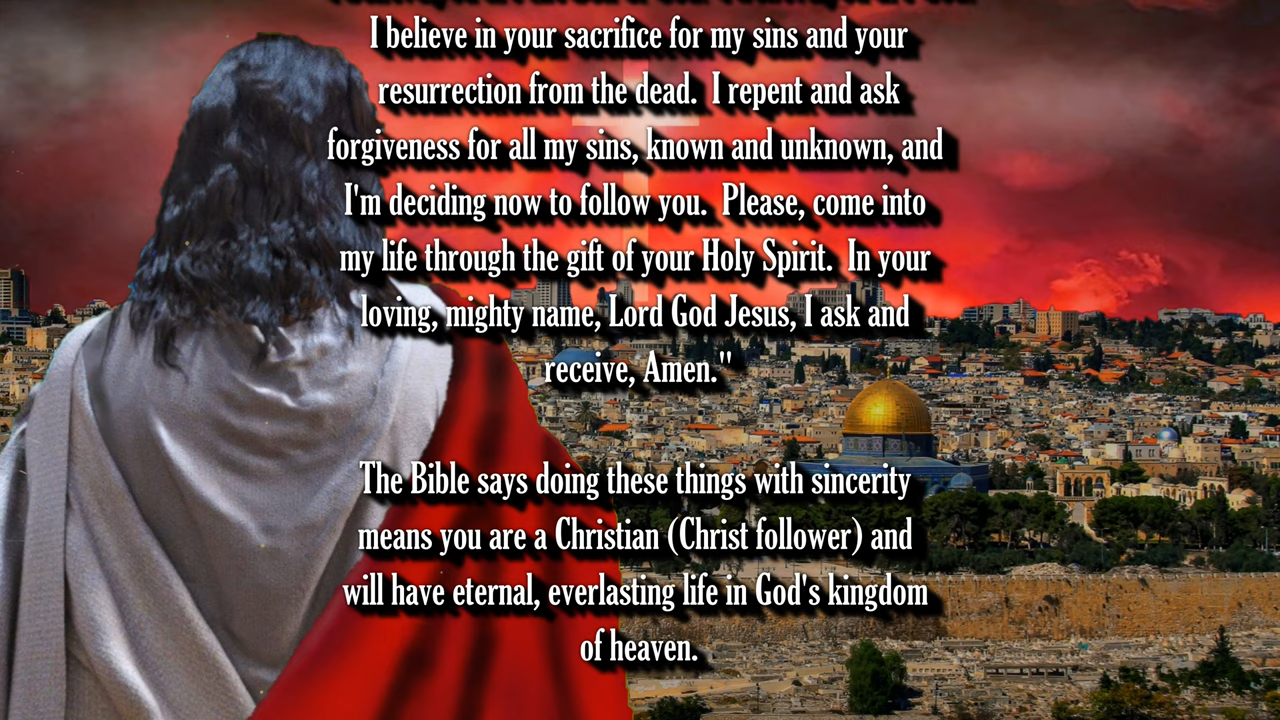 I believe in your sacrifice for my sins and your
resurrection from the dead.  I repent and ask
forgiveness for all my sins, known and unknown, and
I'm deciding now to follow you.  Please, come into
my life through the gift of your Holy Spirit.  In your
loving, mighty name, Lord God Jesus, I ask and
receive, Amen."
The Bible says doing these things with sincerity
means you are a Christian (Christ follower) and
will have eternal, everlasting life in God's kingdom
of heaven.